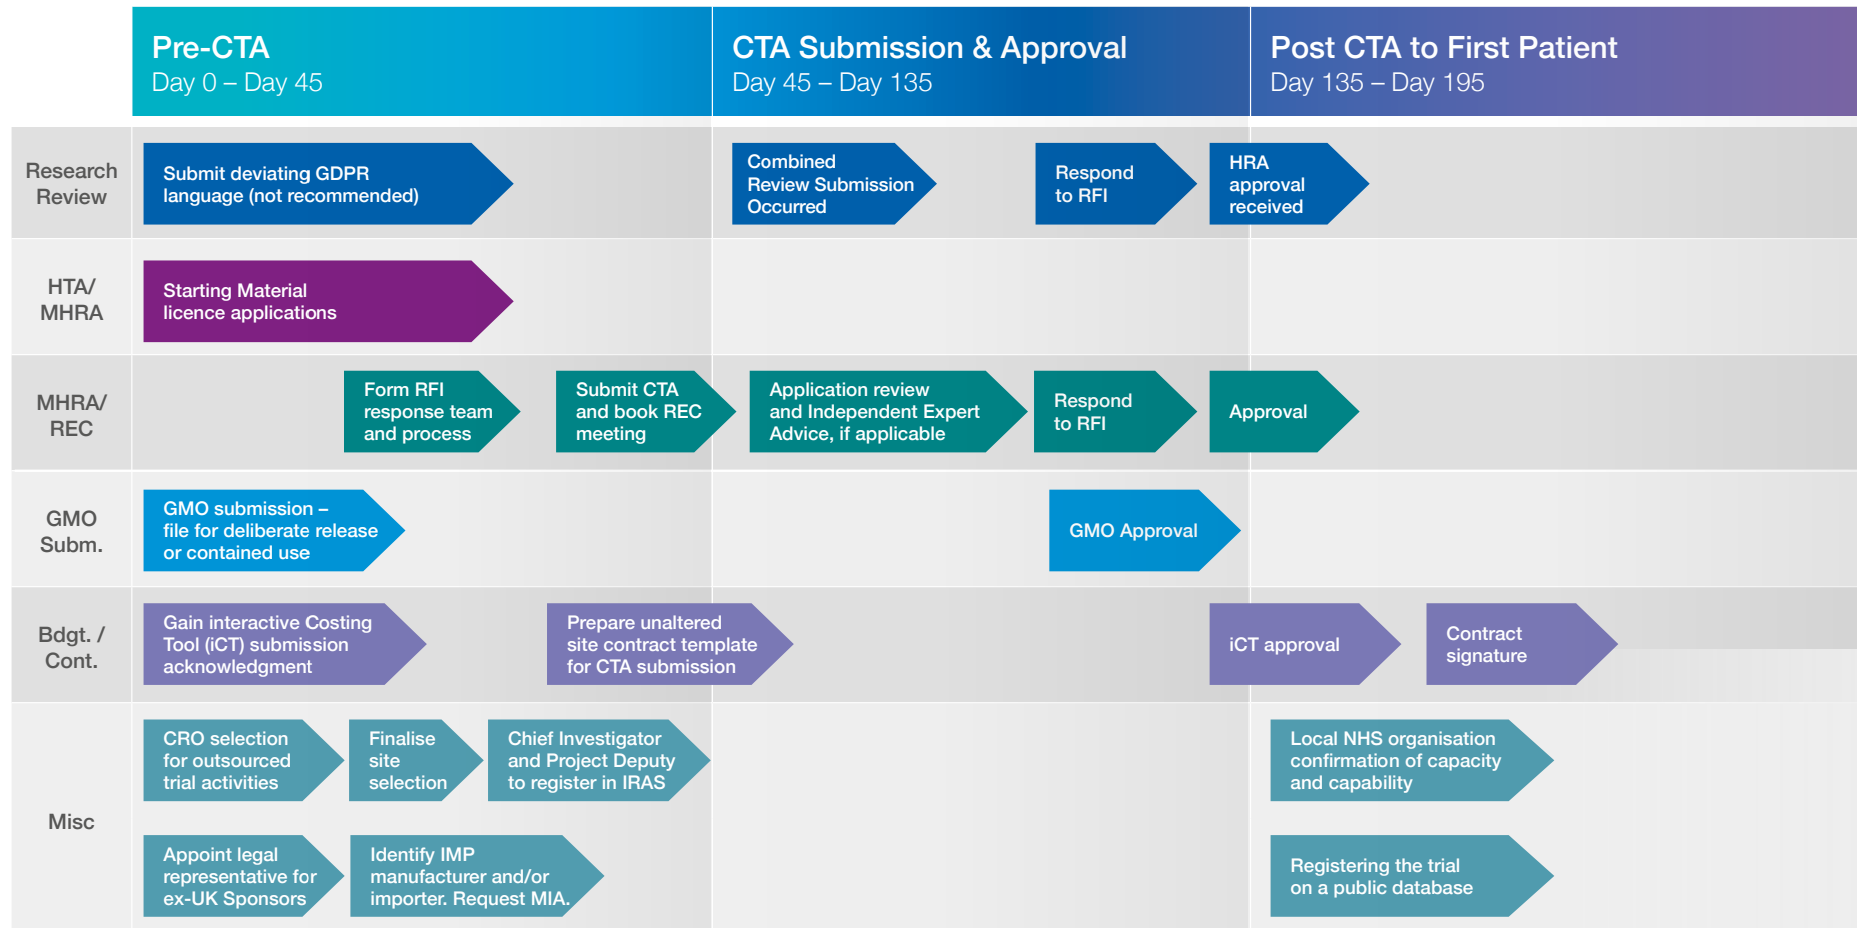 Pre-CTA
Day 0 – Day 45
CTA Submission & Approval
Day 45 – Day 135
Post CTA to First Patient
Day 135 – Day 195
Research
Review
Submit deviating GDPR
language (not recommended)
Combined
Review Submission
Occurred
Respond
to RFI
HRA
approval
received
HTA/
MHRA
Starting Material
licence applications
MHRA/
REC
Form RFI
response team
and process
Submit CTA
and book REC
meeting
Application review
and Independent Expert
Advice, if applicable
Respond
to RFI
Approval
GMO
Subm.
GMO submission –
file for deliberate release
or contained use
GMO Approval
Bdgt. /
Cont.
Gain interactive Costing
Tool (iCT) submission
acknowledgment
Prepare unaltered
site contract template
for CTA submission
iCT approval
Contract
signature
Misc
CRO selection
for outsourced
trial activities
Finalise
site
selection
Chief Investigator
and Project Deputy
to register in IRAS
Local NHS organisation
confirmation of capacity
and capability
Appoint legal
representative for
ex-UK Sponsors
Identify IMP
manufacturer and/or
importer. Request MIA.
Registering the trial
on a public database